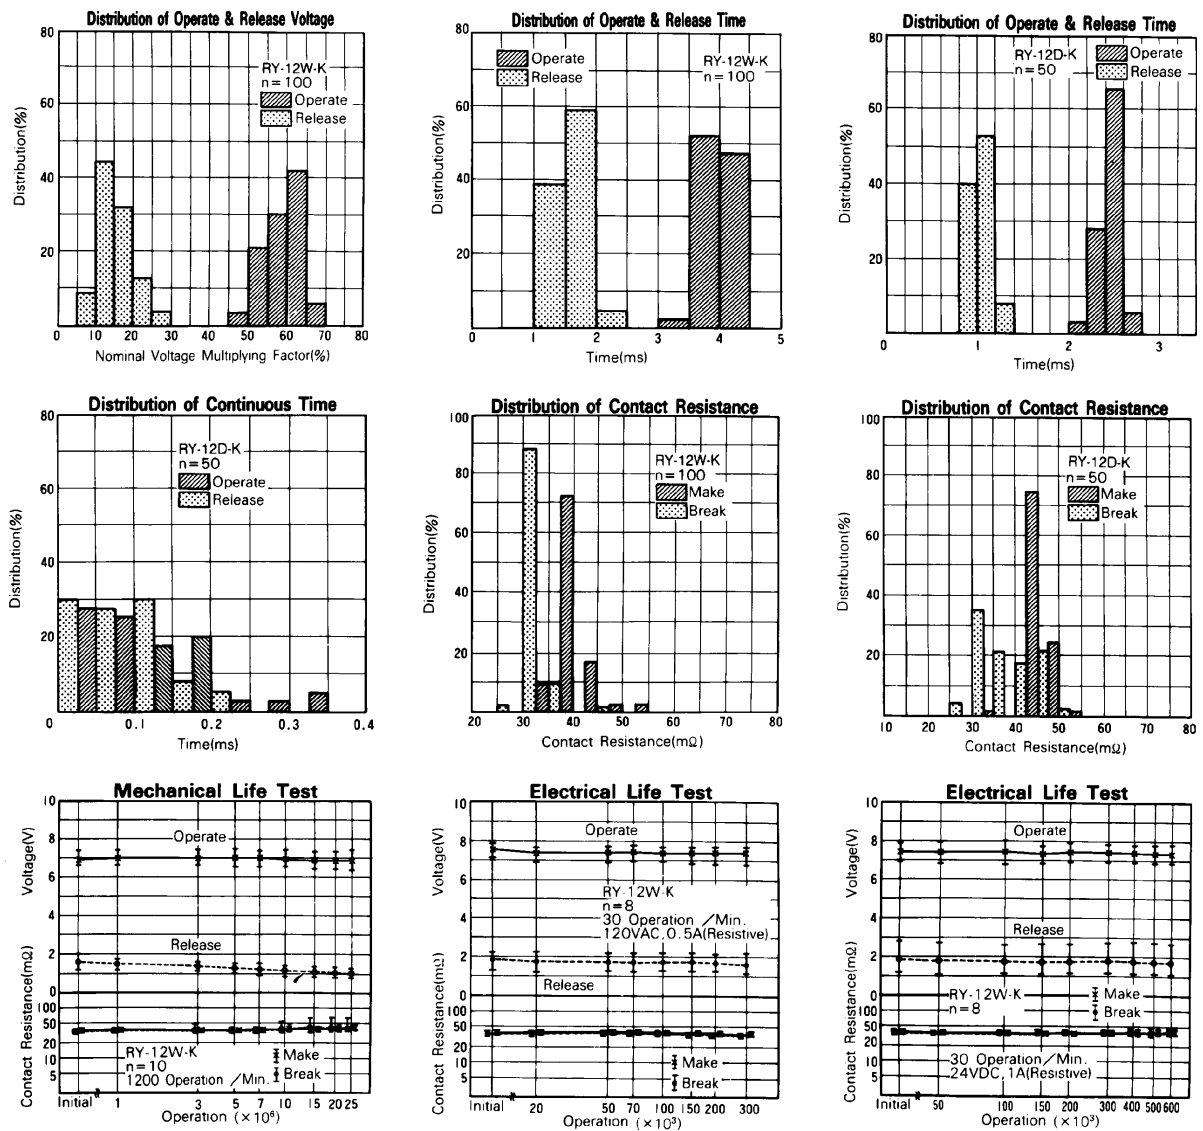 Distribution of Operate & Release Voltage
80
60
40
20
Distribution(%)
RY-12W-K
n=100
Operate
Release
0 10 20 30 40 50 60 70 80
Nominal Voltage Multiplying Factor(%)
Distribution of Operate & Release Time
80
60
40
20
Distribution(%)
Operate
Release
RY-12W-K
n=100
0 1 2 3 4 5
Time(ms)
Distribution of Operate & Release Time
80
60
40
20
Distribution(%)
RY-12D-K
n=50
Operate
Release
0 1 2 3
Time(ms)
Distribution of Continuous Time
80
60
40
20
Distribution(%)
RY-12D-K
n=50
Operate
Release
0 0.1 0.2 0.3 0.4
Time(ms)
Distribution of Contact Resistance
100
80
60
40
20
Distribution(%)
RY-12W-K
n=100
Make
Break
20 30 40 50 60 70 80
Contact Resistance(mΩ)
Distribution of Contact Resistance
100
80
60
40
20
Distribution(%)
RY-12D-K
n=50
Make
Break
10 20 30 40 50 60 70 80
Contact Resistance(mΩ)
Mechanical Life Test
Voltage(V)
10
8
6
4
2
0
Operate
Release
Contact Resistance(mΩ)
100
50
20
10
5
RY-12W-K
n=10
1200 Operation /Min.
Make
Break
Initial 1 3 5 7 10 15 20 25
Operation (×10⁶)
Electrical Life Test
Voltage(V)
10
8
6
4
2
0
Operate
RY-12W-K
n=8
30 Operation /Min.
120VAC, 0.5A(Resistive)
Release
Contact Resistance(mΩ)
100
50
20
10
5
Make
Break
Initial 20 50 70 100 150 200 300
Operation (×10³)
Electrical Life Test
Voltage(V)
10
8
6
4
2
0
Operate
Release
Contact Resistance(mΩ)
100
50
20
10
5
RY-12W-K
n=8
Make
Break
30 Operation /Min.
24VDC, 1A(Resistive)
Initial 50 100 150 200 300 400 500 600
Operation (×10³)